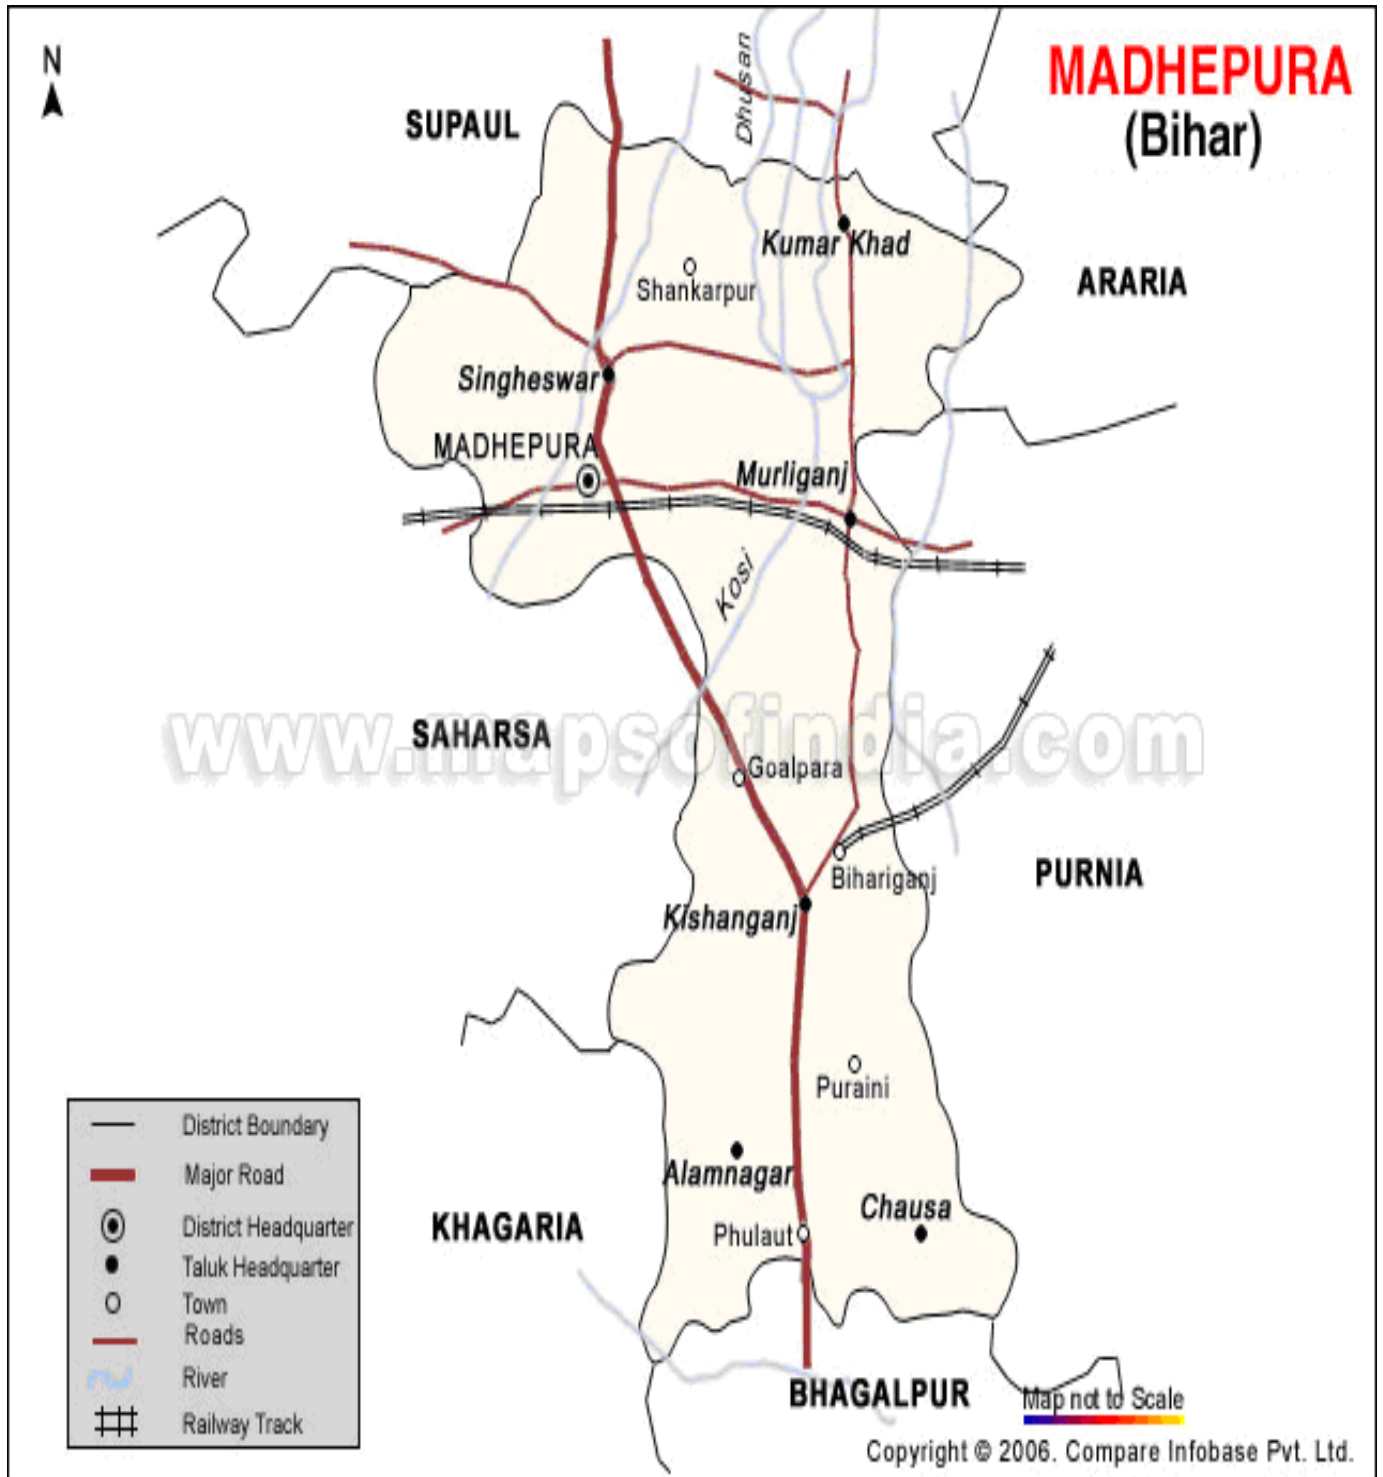 N
MADHEPURA
(Bihar)
SUPAUL
Dhusan
Kumar Khad
Shankarpur
ARARIA
Singheswar
MADHEPURA
Murliganj
Kosi
www.mapsofindia.com
SAHARSA
Goalpara
Bihariganj
PURNIA
Kishanganj
Puraini
Alamnagar
Chausa
KHAGARIA
Phulaut
BHAGALPUR
District Boundary
Major Road
District Headquarter
Taluk Headquarter
Town
Roads
River
Railway Track
Map not to Scale
Copyright © 2006. Compare Infobase Pvt. Ltd.